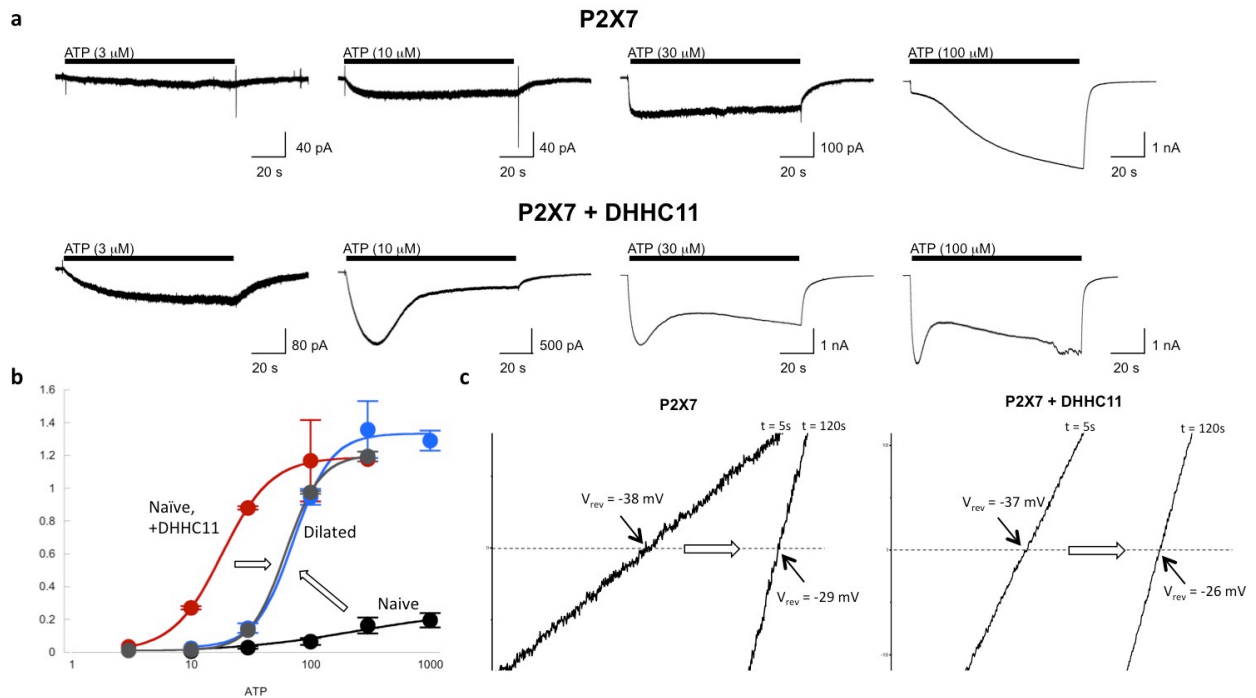 a
P2X7
ATP (3 μM)
ATP (10 μM)
ATP (30 μM)
ATP (100 μM)
40 pA
20 s
40 pA
20 s
100 pA
20 s
1 nA
20 s
P2X7 + DHHC11
ATP (3 μM)
ATP (10 μM)
ATP (30 μM)
ATP (100 μM)
80 pA
20 s
500 pA
20 s
1 nA
20 s
1 nA
20 s
b
1.6
1.4
1.2
1
0.8
0.6
0.4
0.2
0
1
10
100
1000
ATP
Naïve,
+DHHC11
Dilated
Naive
c
P2X7
t = 5s
t = 120s
Vrev = -38 mV
Vrev = -29 mV
P2X7 + DHHC11
t = 5s
t = 120s
Vrev = -37 mV
Vrev = -26 mV